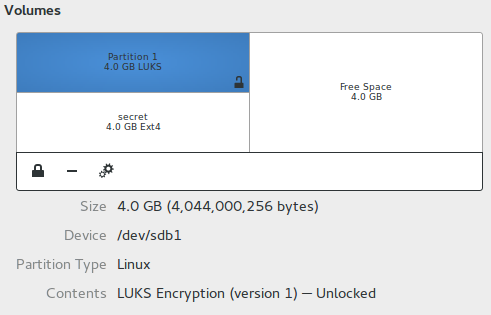 Volumes
Partition 1
4.0 GB LUKS
secret
4.0 GB Ext4
Free Space
4.0 GB
Size 4.0 GB (4,044,000,256 bytes)
Device /dev/sdb1
Partition Type Linux
Contents LUKS Encryption (version 1) — Unlocked